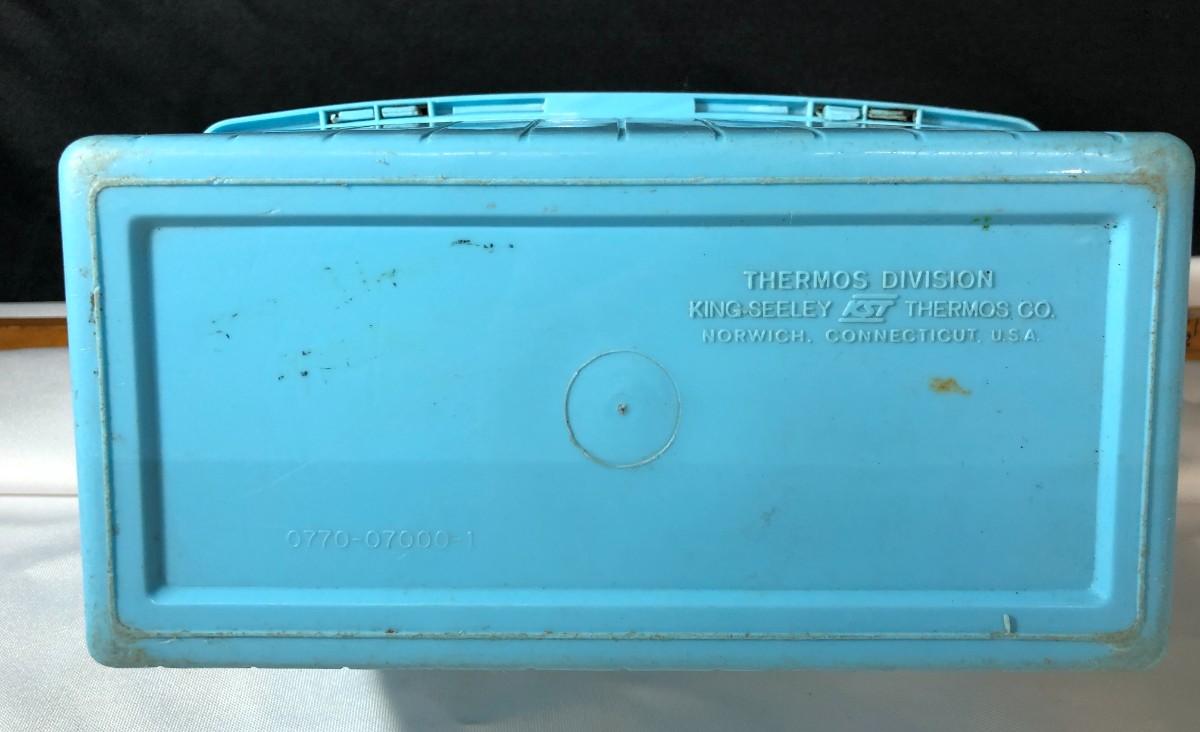 THERMOS DIVISION
KING-SEELEY KST THERMOS CO.
NORWICH, CONNECTICUT, U.S.A.
0770-07000-1